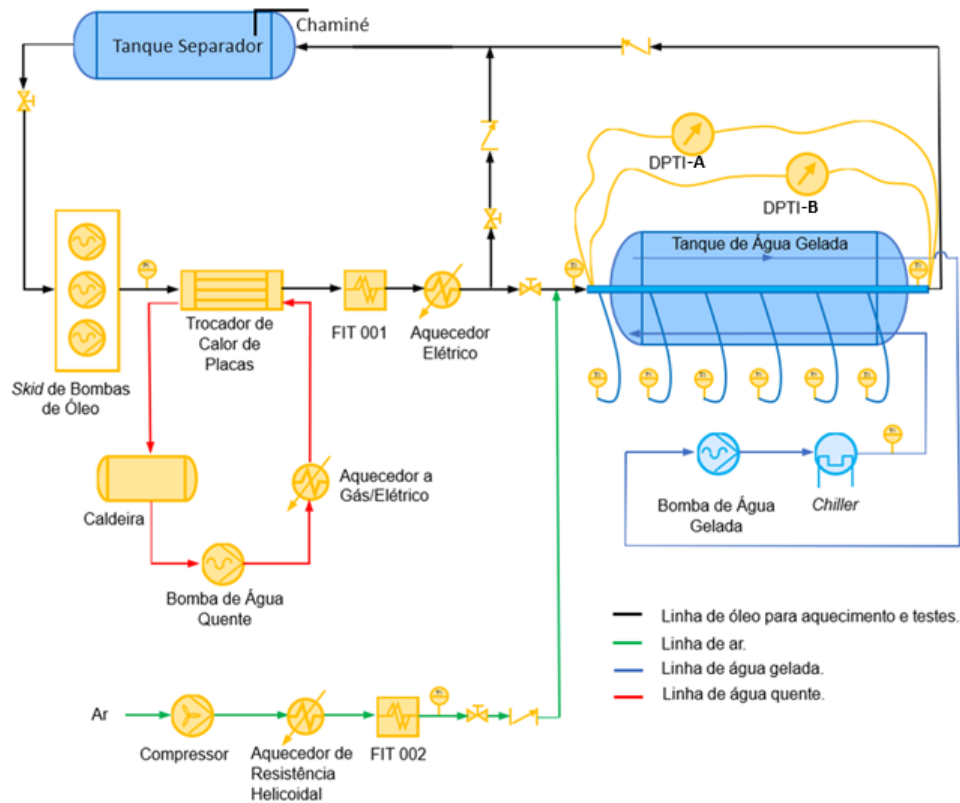 Chaminé
Tanque Separador
DPTI-A
DPTI-B
Tanque de Água Gelada
Trocador de
Calor de
Placas
FIT 001
Aquecedor
Elétrico
Skid de Bombas
de Óleo
Aquecedor a
Gás/Elétrico
Caldeira
Bomba de Água
Quente
Bomba de Água
Gelada
Chiller
Linha de óleo para aquecimento e testes.
Linha de ar.
Linha de água gelada.
Linha de água quente.
Ar
Compressor
Aquecedor de
Resistência
Helicoidal
FIT 002